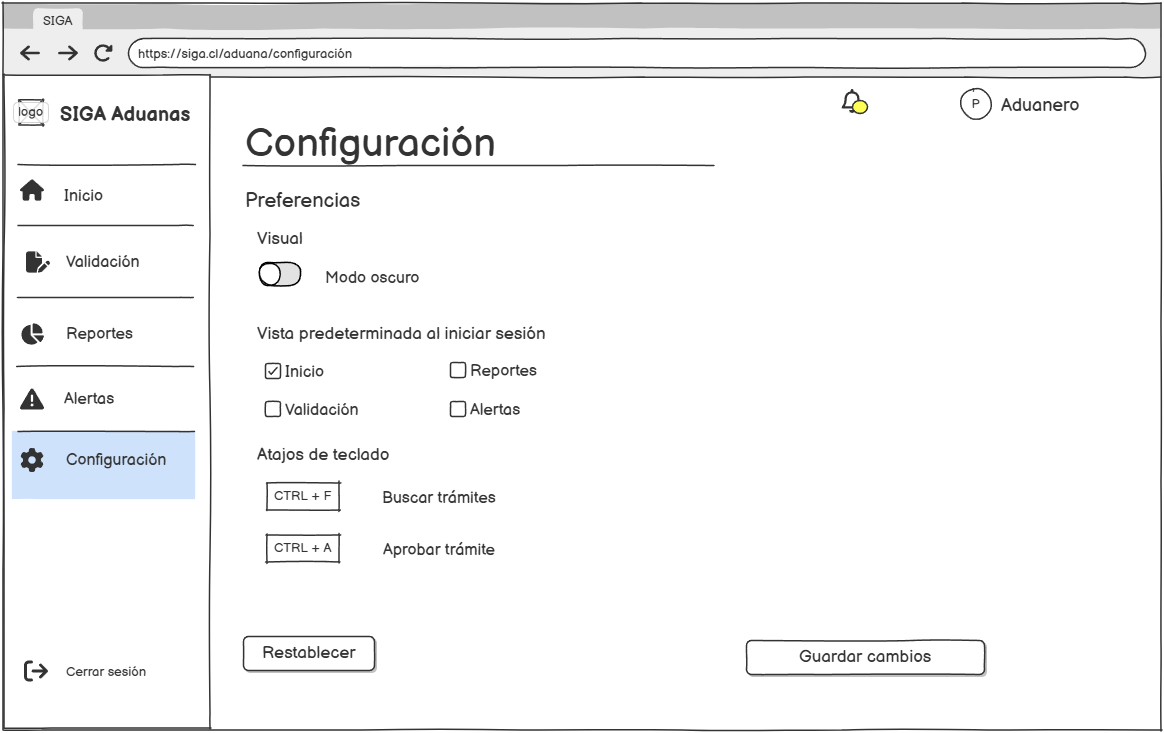 SIGA
https://siga.cl/aduana/configuración
logo
SIGA Aduanas
P
Aduanero
Configuración
Inicio
Validación
Reportes
Alertas
Configuración
Cerrar sesión
Preferencias
Visual
Modo oscuro
Vista predeterminada al iniciar sesión
Inicio
Reportes
Validación
Alertas
Atajos de teclado
CTRL + F
Buscar trámites
CTRL + A
Aprobar trámite
Restablecer
Guardar cambios